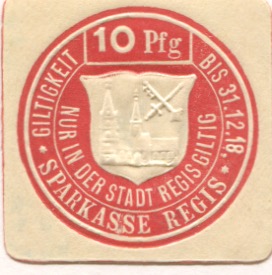 10 Pfg
GILTIGKEIT BIS 31.12.18.
NUR IN DER STADT REGIS GILTIG
* SPARKASSE REGIS *